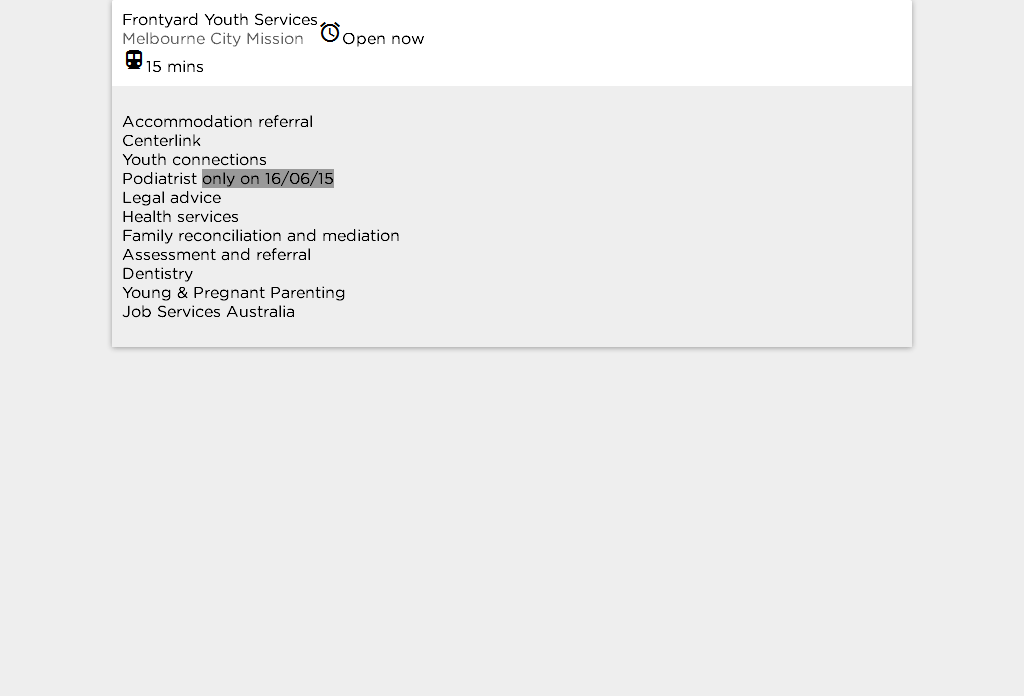 Frontyard Youth Services
Melbourne City Mission
Open now
15 mins
Accommodation referral
Centerlink
Youth connections
Podiatrist only on 16/06/15
Legal advice
Health services
Family reconciliation and mediation
Assessment and referral
Dentistry
Young & Pregnant Parenting
Job Services Australia